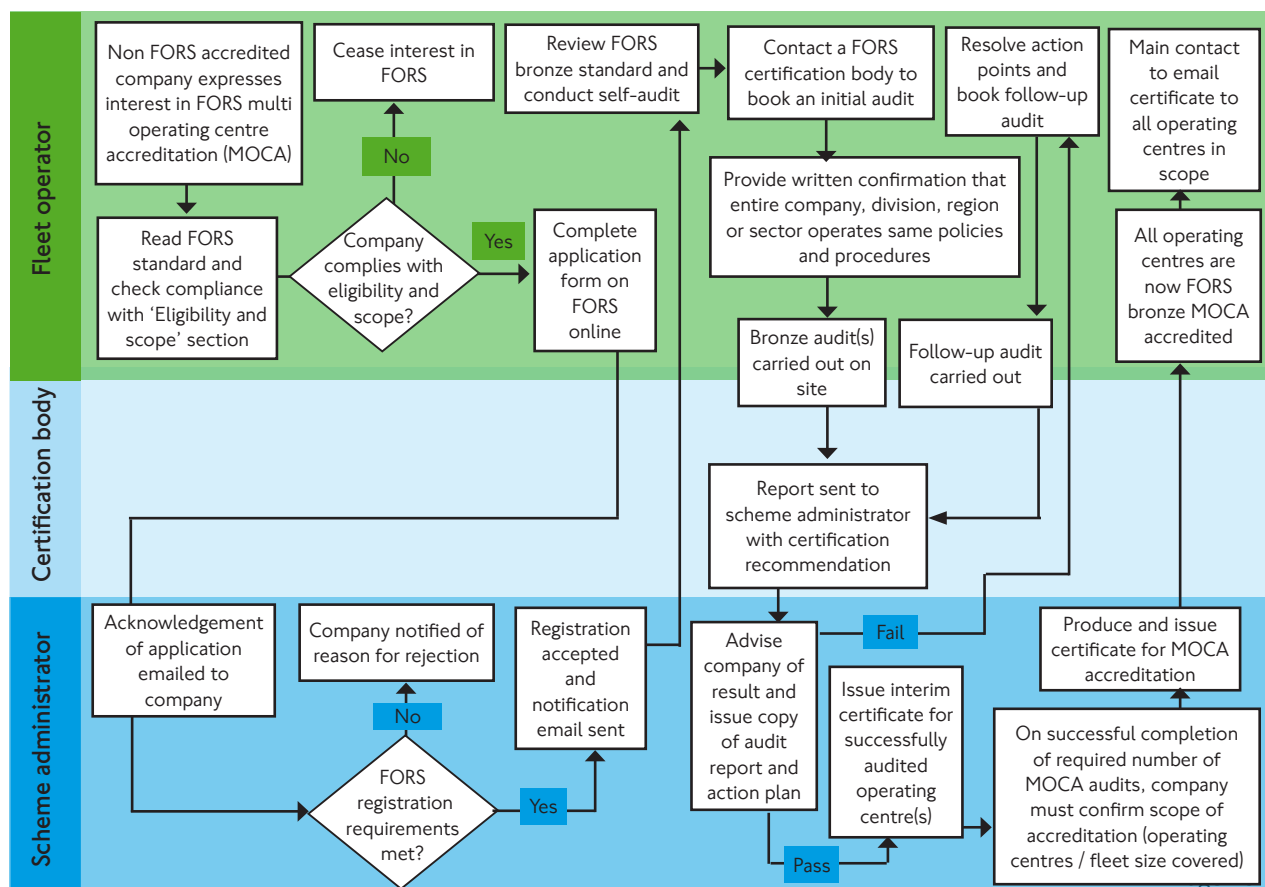 Fleet operator
Non FORS accredited
company expresses
interest in FORS multi
operating centre
accreditation (MOCA)
Read FORS
standard and
check compliance
with ‘Eligibility and
scope’ section
Cease interest in
FORS
No
Company
complies with
eligibility and
scope?
Yes
Complete
application
form on
FORS
online
Review FORS
bronze standard and
conduct self-audit
Contact a FORS
certification body to
book an initial audit
Provide written confirmation that
entire company, division, region
or sector operates same policies
and procedures
Bronze audit(s)
carried out on
site
Resolve action
points and
book follow-up
audit
Follow-up audit
carried out
Main contact
to email
certificate to
all operating
centres in
scope
All operating
centres are
now FORS
bronze MOCA
accredited
Certification body
Report sent to
scheme administrator
with certification
recommendation
Scheme administrator
Acknowledgement
of application
emailed to
company
Company notified of
reason for rejection
No
FORS
registration
requirements
met?
Yes
Registration
accepted
and
notification
email sent
Advise
company of
result and
issue copy
of audit
report and
action plan
Fail
Pass
Issue interim
certificate for
successfully
audited
operating
centre(s)
Produce and issue
certificate for MOCA
accreditation
On successful completion
of required number of
MOCA audits, company
must confirm scope of
accreditation (operating
centres / fleet size covered)